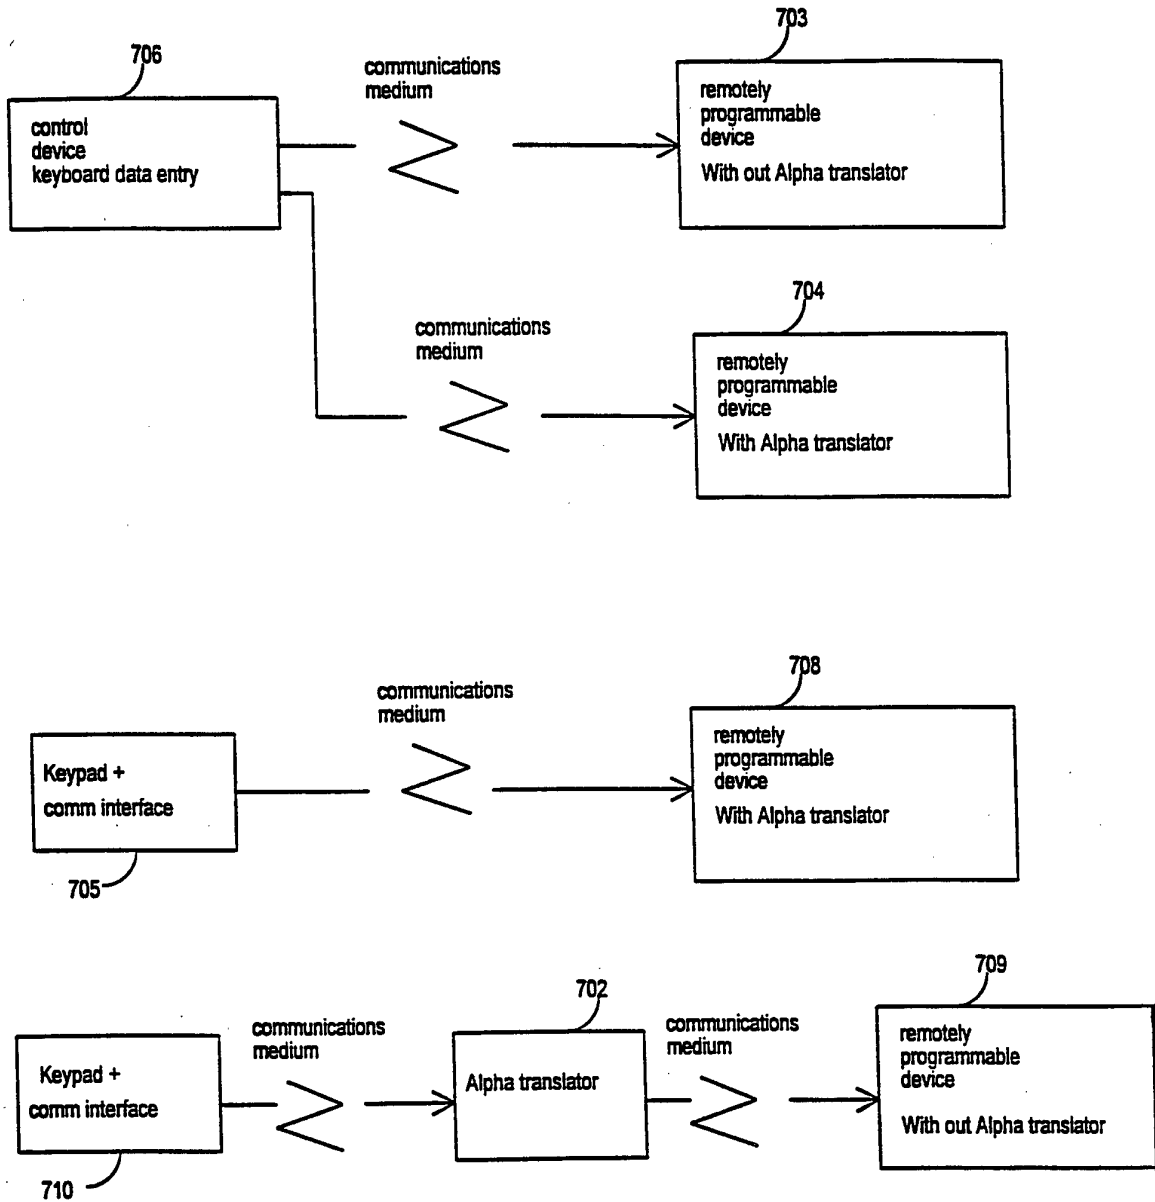 703
706
communications
medium
control
device
keyboard data entry
remotely
programmable
device
With out Alpha translator
704
communications
medium
remotely
programmable
device
With Alpha translator
708
communications
medium
Keypad +
comm interface
705
remotely
programmable
device
With Alpha translator
709
702
communications
medium
communications
medium
Keypad +
comm interface
710
Alpha translator
remotely
programmable
device
With out Alpha translator